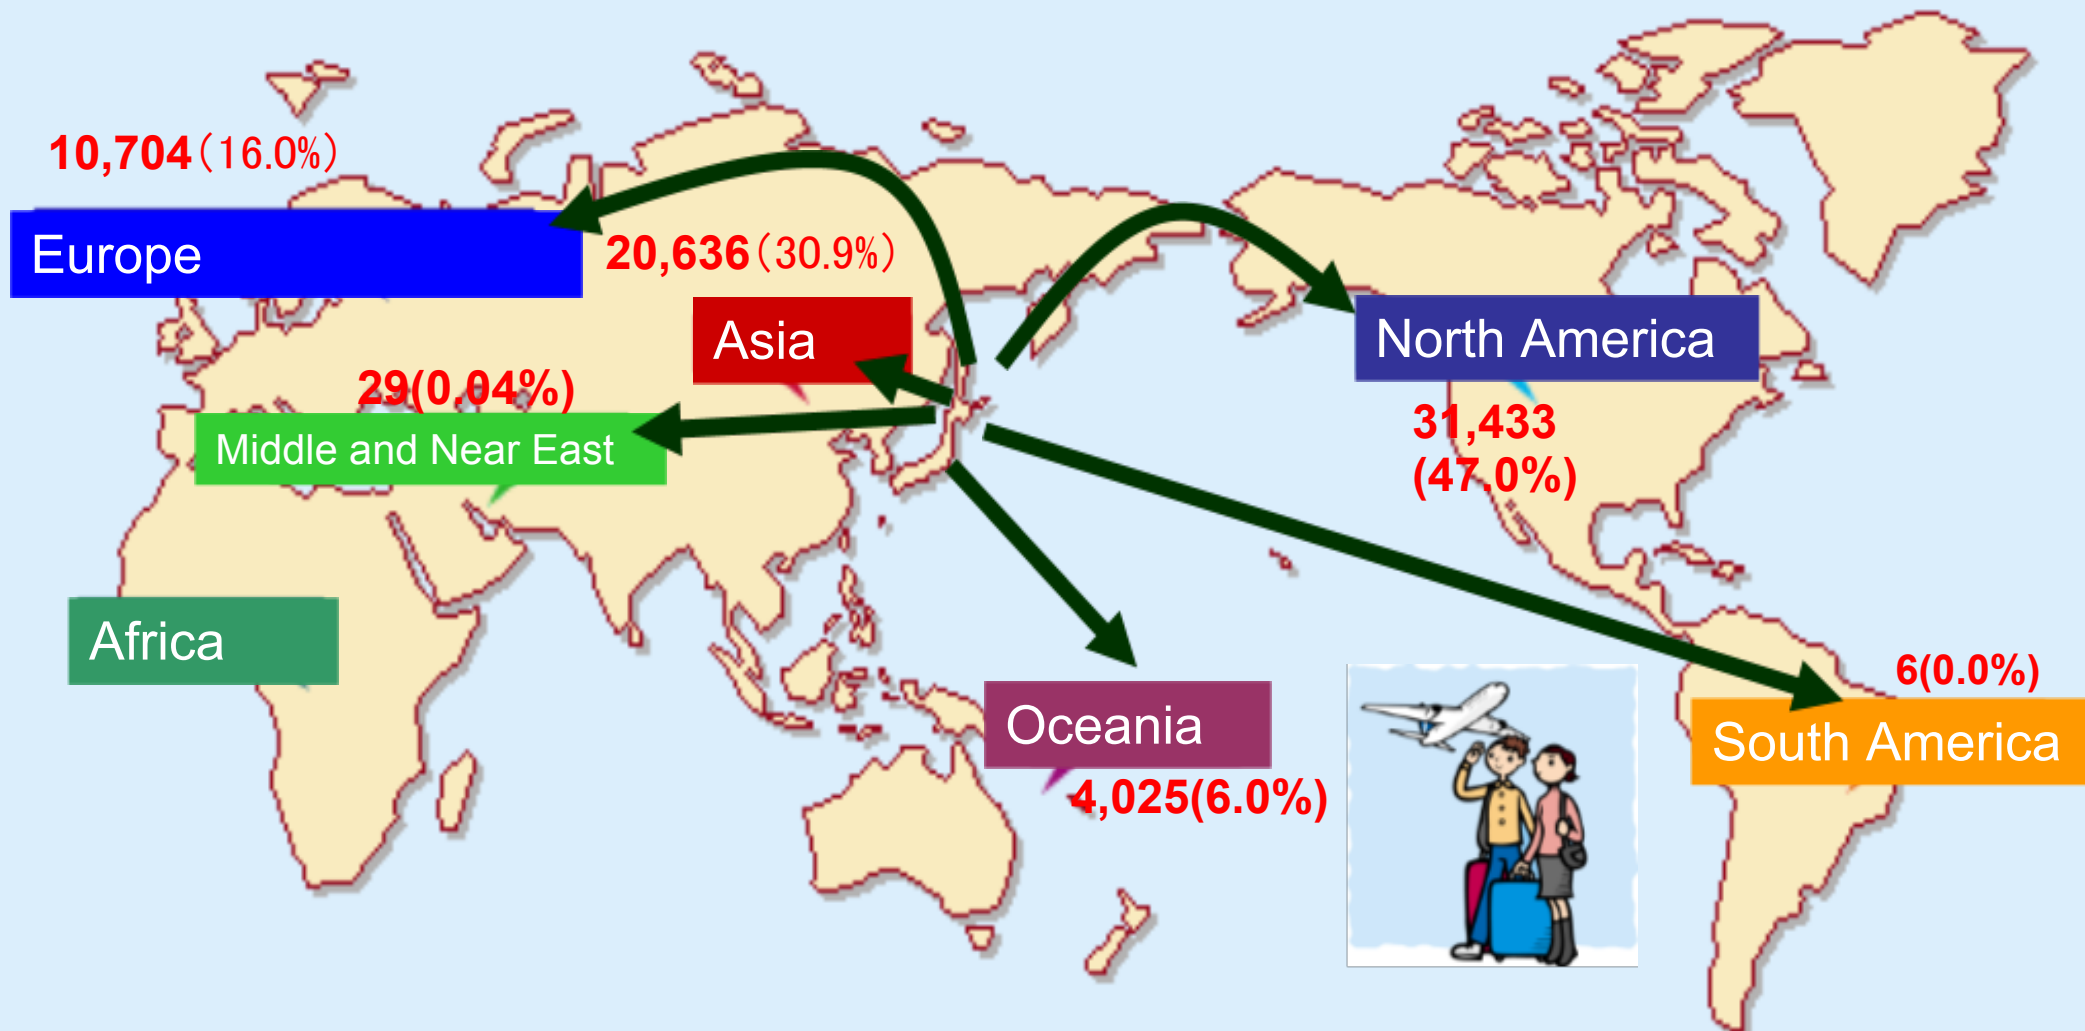 10,704（16.0%）
Europe
20,636（30.9%）
Asia
North America
29(0.04%)
31,433
(47.0%)
Middle and Near East
Africa
6(0.0%)
Oceania
South America
4,025(6.0%)